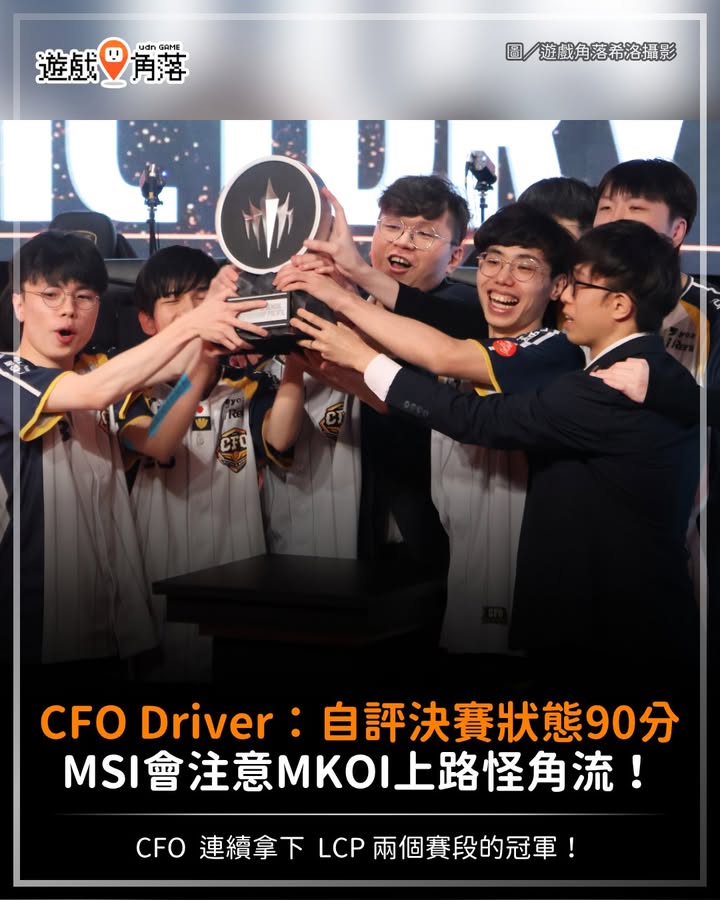 udn GAME
遊戲角落
圖／遊戲角落希洛攝影
CFO
CFO
CFO Driver：自評決賽狀態90分
MSI會注意MKOI上路怪角流！
CFO 連續拿下 LCP 兩個賽段的冠軍！